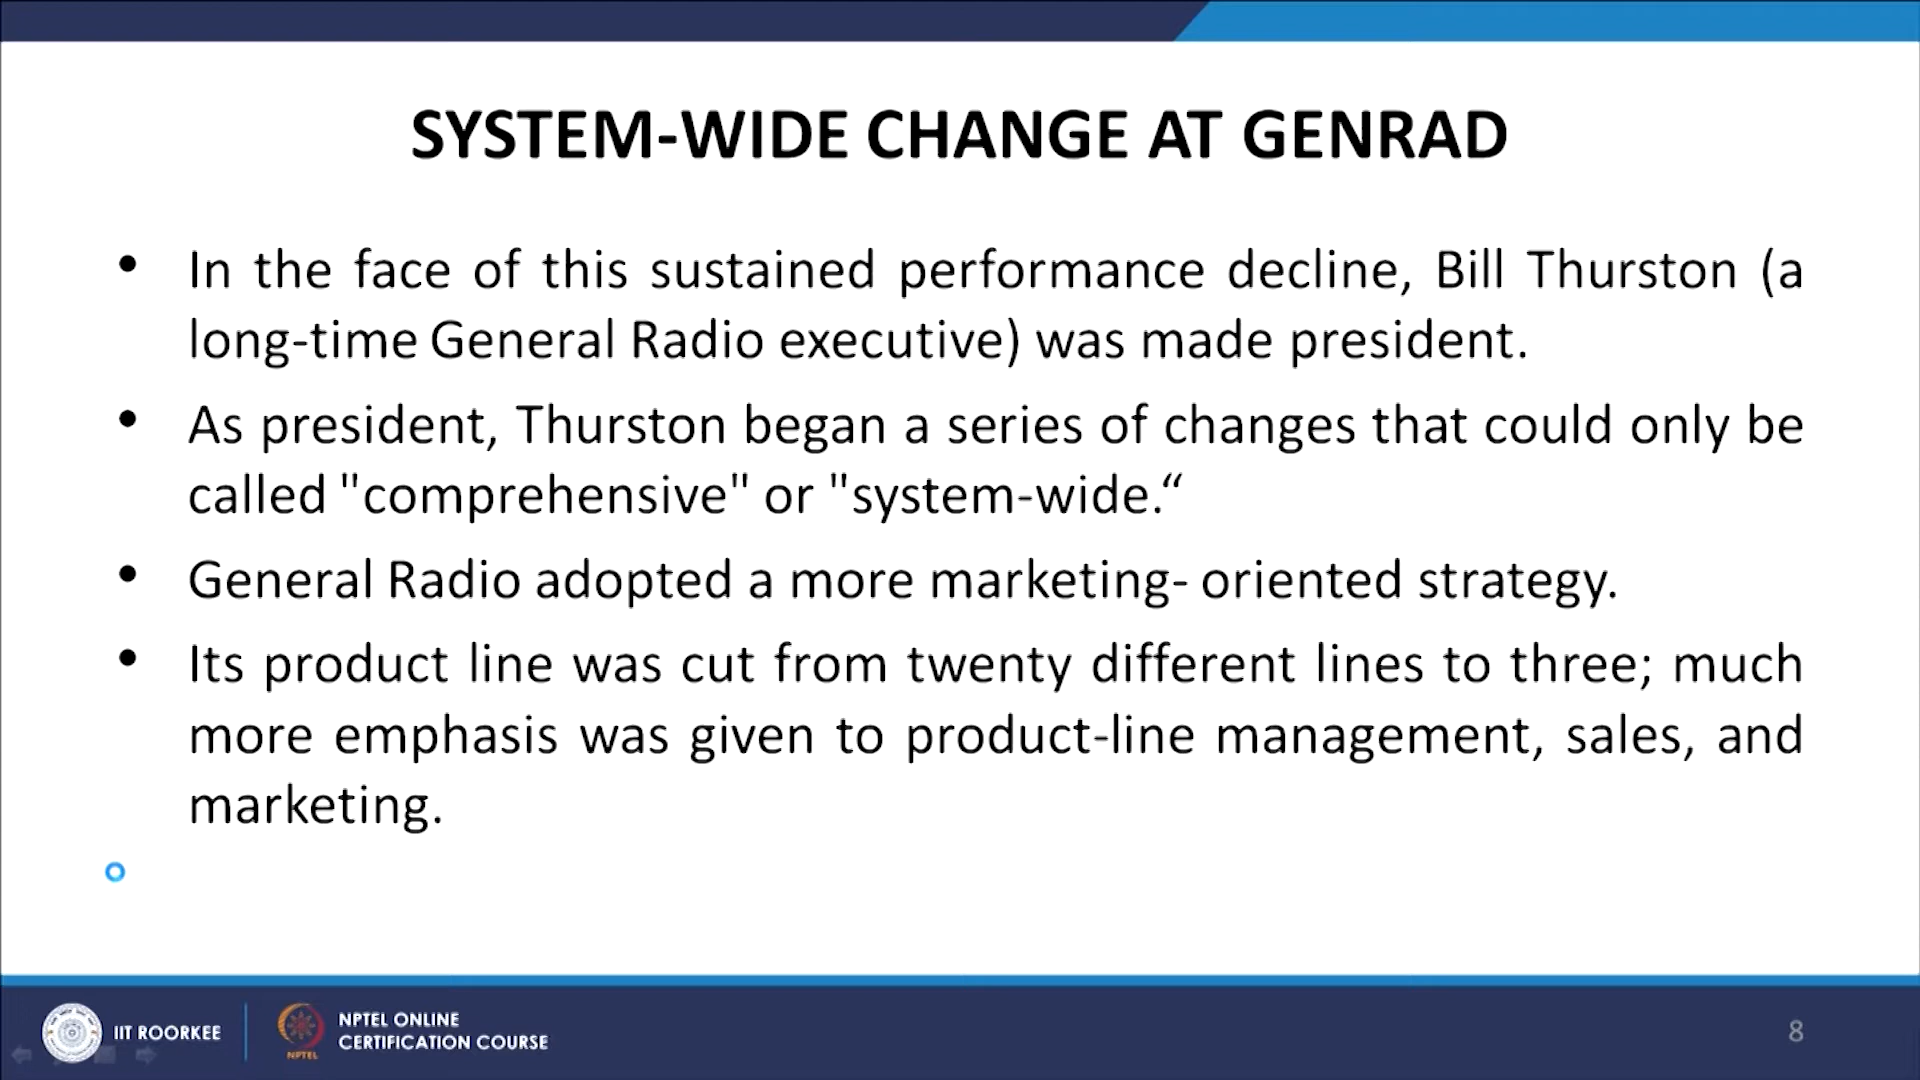 SYSTEM-WIDE CHANGE AT GENRAD
• In the face of this sustained performance decline, Bill Thurston (a
long-time General Radio executive) was made president.
• As president, Thurston began a series of changes that could only be
called "comprehensive" or "system-wide.“
• General Radio adopted a more marketing- oriented strategy.
• Its product line was cut from twenty different lines to three; much
more emphasis was given to product-line management, sales, and
marketing.
IIT ROORKEE
NPTEL
NPTEL ONLINE
CERTIFICATION COURSE
8